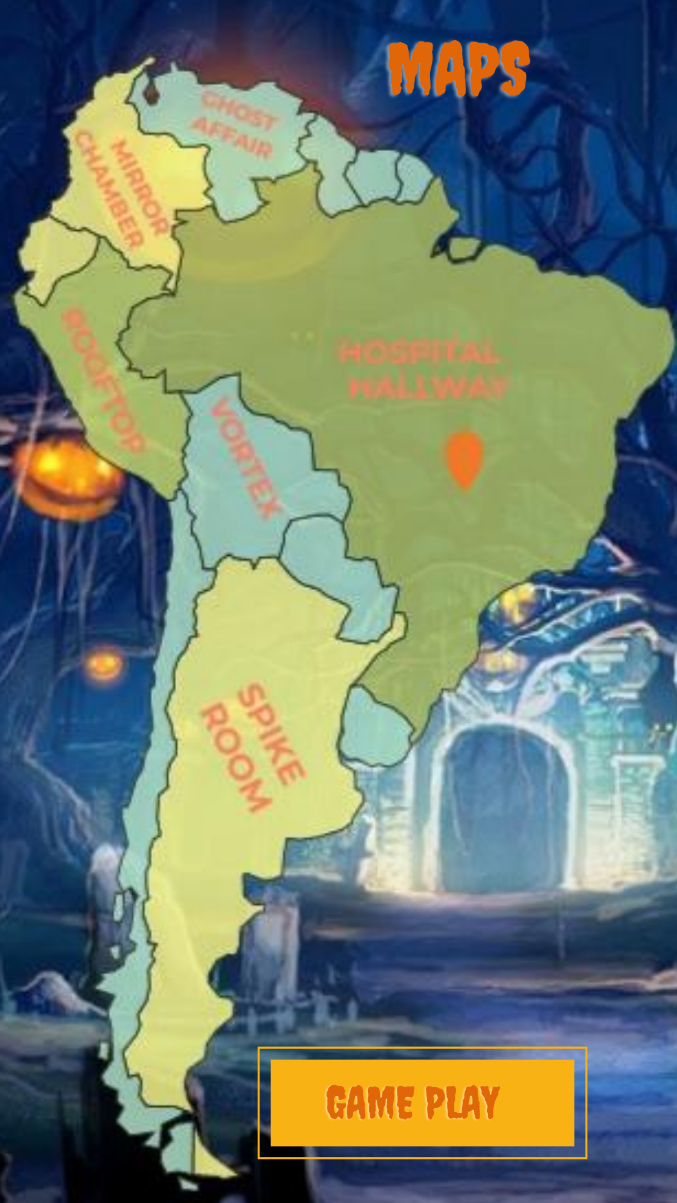 MAPS
GHOST
AFFAIR
MIRROR
CHAMBER
ROOFTOP
HOSPITAL
HALLWAY
VORTEX
SPIKE
ROOM
GAME PLAY